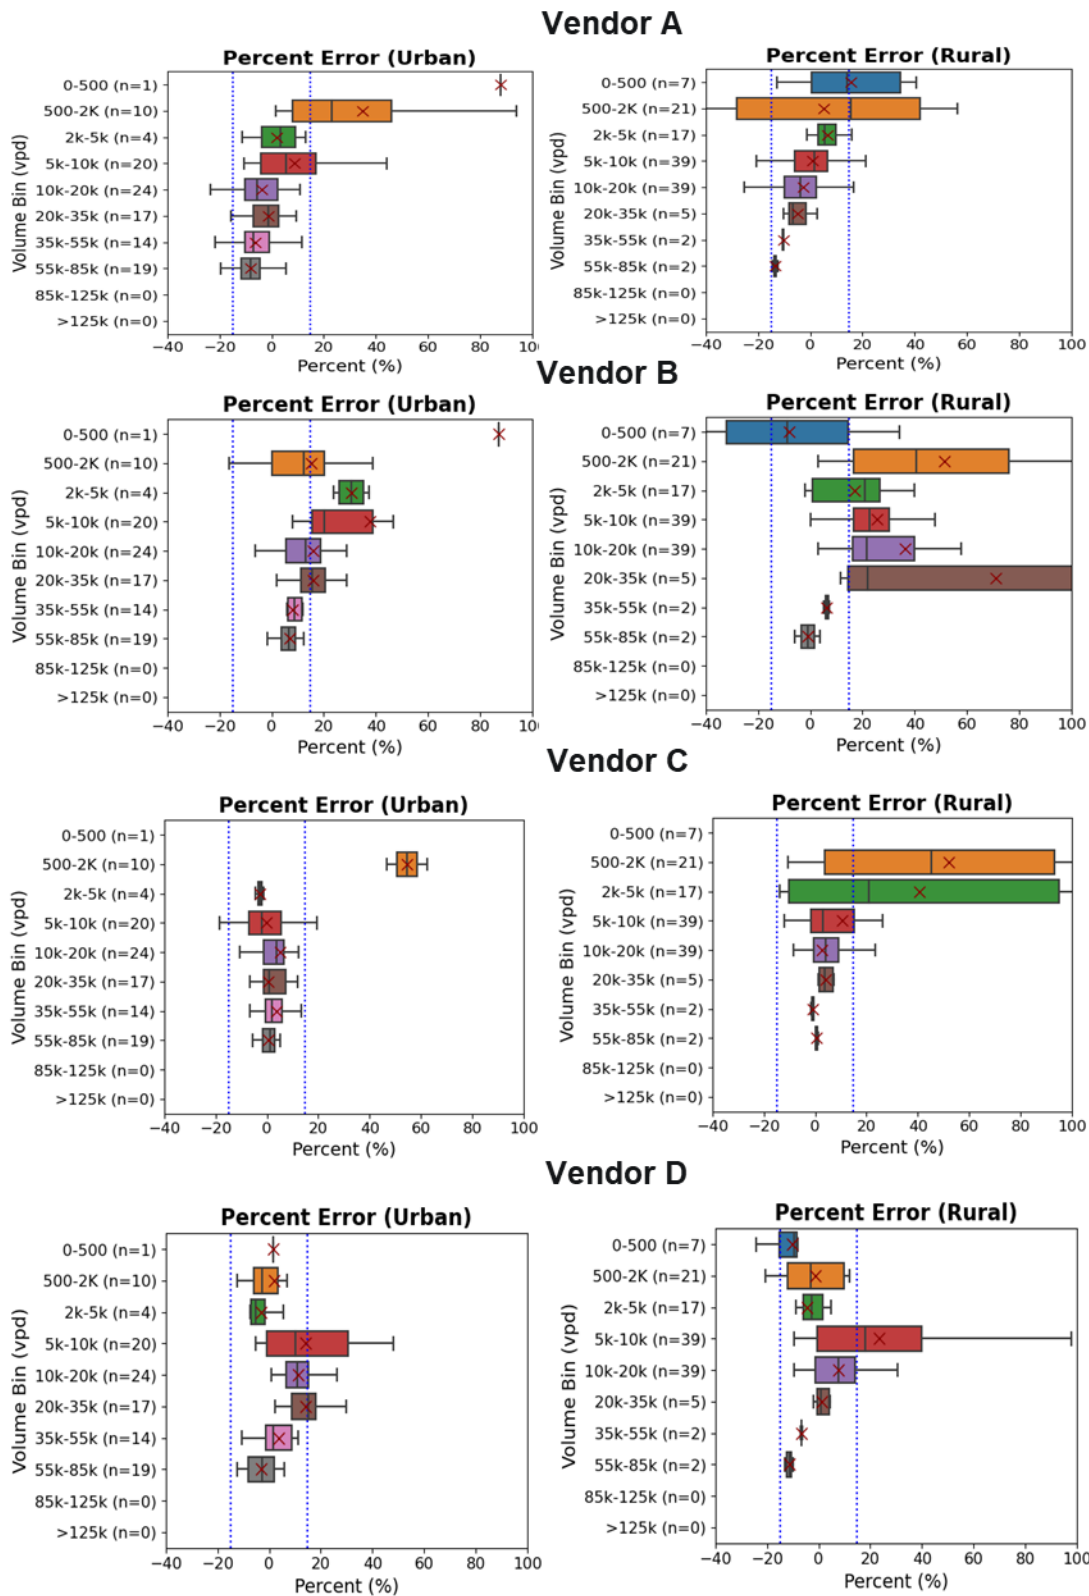 Vendor A
Percent Error (Urban)
Volume Bin (vpd)
0-500 (n=1)
500-2K (n=10)
2k-5k (n=4)
5k-10k (n=20)
10k-20k (n=24)
20k-35k (n=17)
35k-55k (n=14)
55k-85k (n=19)
85k-125k (n=0)
>125k (n=0)
−40 −20 0 20 40 60 80 100
Percent (%)
Percent Error (Rural)
Volume Bin (vpd)
0-500 (n=7)
500-2K (n=21)
2k-5k (n=17)
5k-10k (n=39)
10k-20k (n=39)
20k-35k (n=5)
35k-55k (n=2)
55k-85k (n=2)
85k-125k (n=0)
>125k (n=0)
−40 −20 0 20 40 60 80 100
Percent (%)
Vendor B
Percent Error (Urban)
Volume Bin (vpd)
0-500 (n=1)
500-2K (n=10)
2k-5k (n=4)
5k-10k (n=20)
10k-20k (n=24)
20k-35k (n=17)
35k-55k (n=14)
55k-85k (n=19)
85k-125k (n=0)
>125k (n=0)
−40 −20 0 20 40 60 80 100
Percent (%)
Percent Error (Rural)
Volume Bin (vpd)
0-500 (n=7)
500-2K (n=21)
2k-5k (n=17)
5k-10k (n=39)
10k-20k (n=39)
20k-35k (n=5)
35k-55k (n=2)
55k-85k (n=2)
85k-125k (n=0)
>125k (n=0)
−40 −20 0 20 40 60 80 100
Percent (%)
Vendor C
Percent Error (Urban)
Volume Bin (vpd)
0-500 (n=1)
500-2K (n=10)
2k-5k (n=4)
5k-10k (n=20)
10k-20k (n=24)
20k-35k (n=17)
35k-55k (n=14)
55k-85k (n=19)
85k-125k (n=0)
>125k (n=0)
−40 −20 0 20 40 60 80 100
Percent (%)
Percent Error (Rural)
Volume Bin (vpd)
0-500 (n=7)
500-2K (n=21)
2k-5k (n=17)
5k-10k (n=39)
10k-20k (n=39)
20k-35k (n=5)
35k-55k (n=2)
55k-85k (n=2)
85k-125k (n=0)
>125k (n=0)
−40 −20 0 20 40 60 80 100
Percent (%)
Vendor D
Percent Error (Urban)
Volume Bin (vpd)
0-500 (n=1)
500-2K (n=10)
2k-5k (n=4)
5k-10k (n=20)
10k-20k (n=24)
20k-35k (n=17)
35k-55k (n=14)
55k-85k (n=19)
85k-125k (n=0)
>125k (n=0)
−40 −20 0 20 40 60 80 100
Percent (%)
Percent Error (Rural)
Volume Bin (vpd)
0-500 (n=7)
500-2K (n=21)
2k-5k (n=17)
5k-10k (n=39)
10k-20k (n=39)
20k-35k (n=5)
35k-55k (n=2)
55k-85k (n=2)
85k-125k (n=0)
>125k (n=0)
−40 −20 0 20 40 60 80 100
Percent (%)